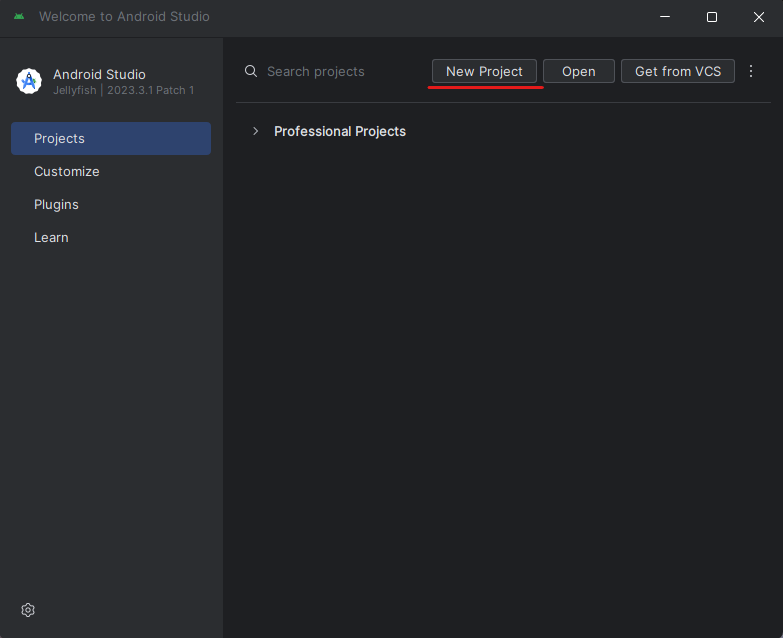 Welcome to Android Studio
Android Studio
Jellyfish | 2023.3.1 Patch 1
Projects
Customize
Plugins
Learn
Search projects
New Project
Open
Get from VCS
Professional Projects